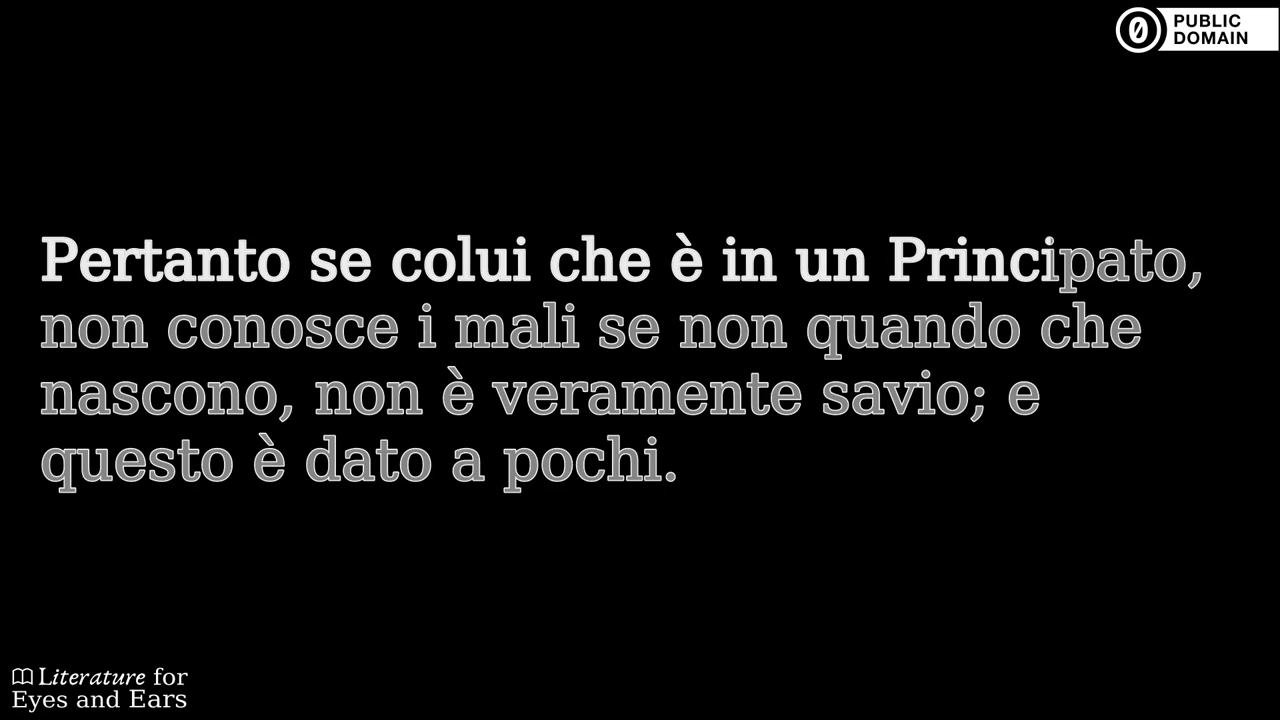 PUBLIC
DOMAIN
Pertanto se colui che è in un Principato,
non conosce i mali se non quando che
nascono, non è veramente savio; e
questo è dato a pochi.
Literature for
Eyes and Ears